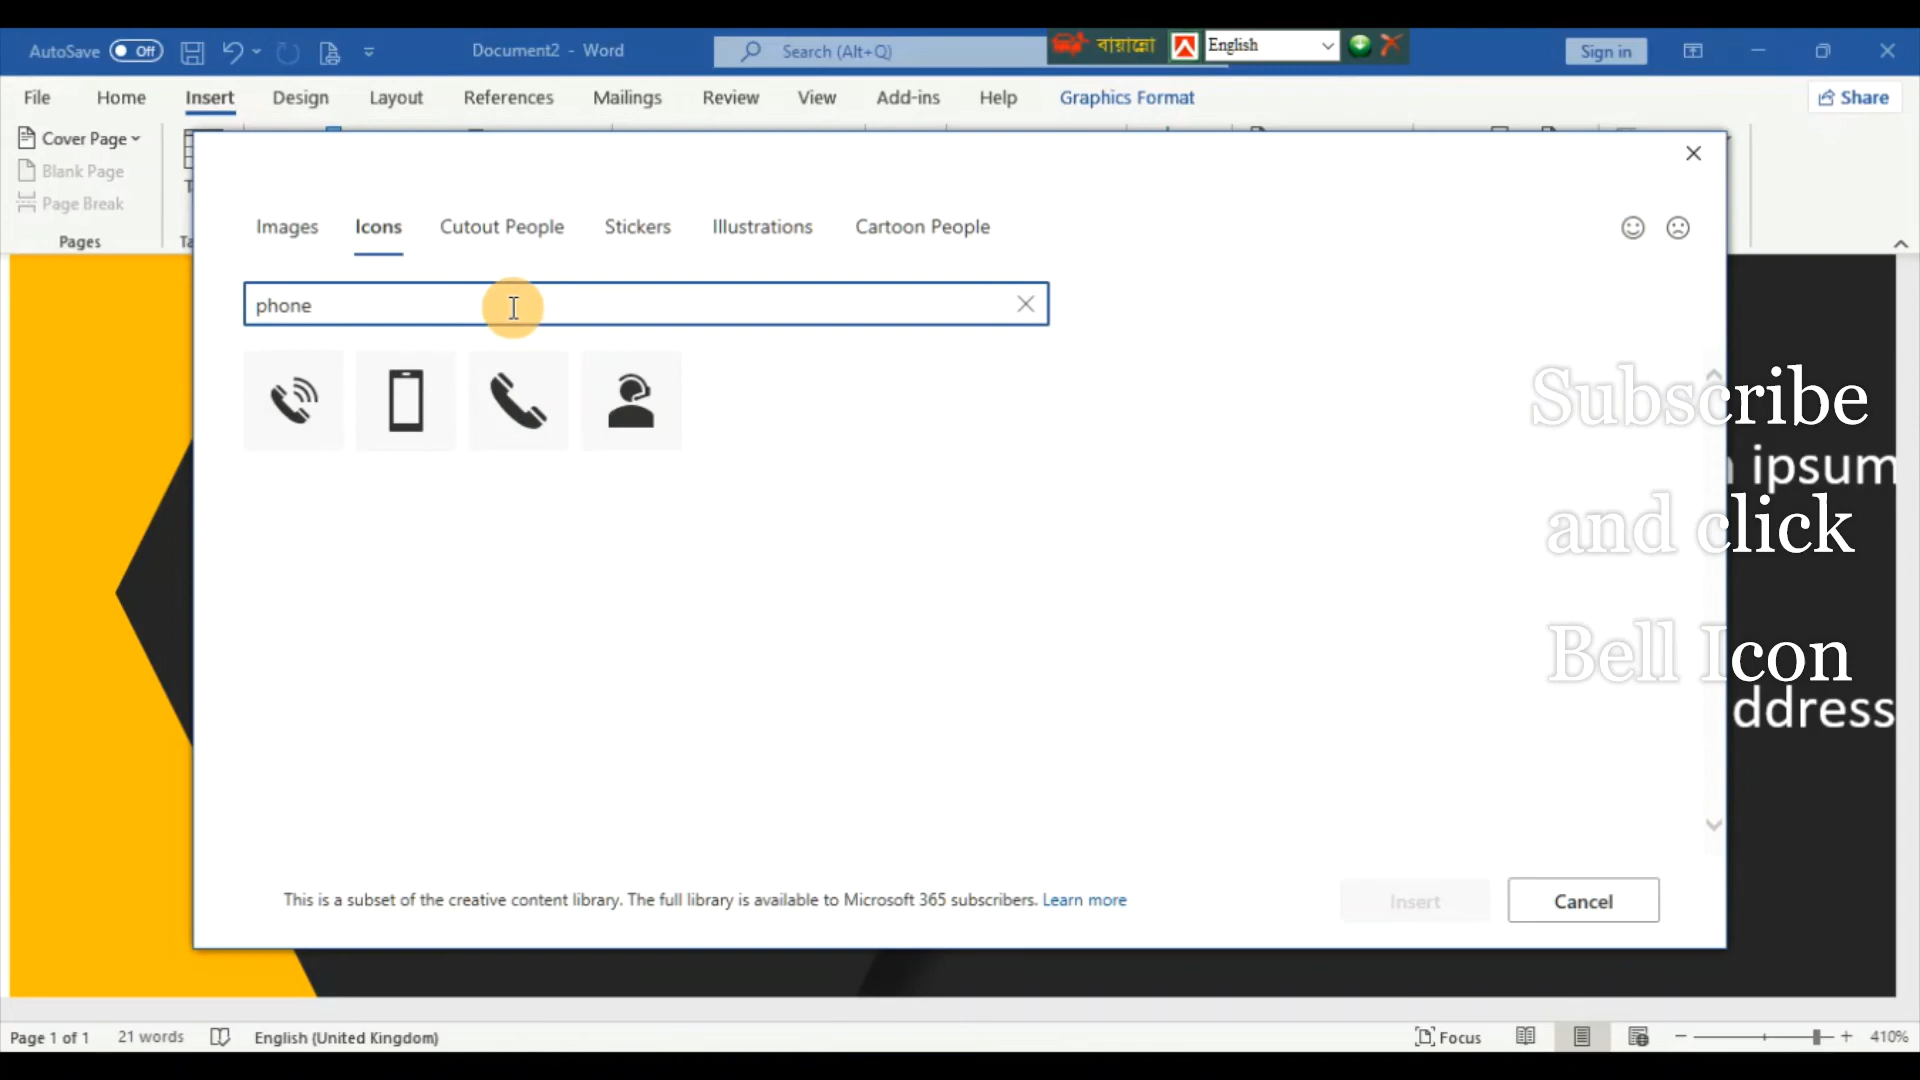 AutoSave Off Document2 - Word Search (Alt+Q) বায়ান্নো English Sign in
File Home Insert Design Layout References Mailings Review View Add-ins Help Graphics Format Share
Cover Page
Blank Page
Page Break
Pages
Images Icons Cutout People Stickers Illustrations Cartoon People
phone
Subscribe
ipsum
and click
Bell Icon
ddress
This is a subset of the creative content library. The full library is available to Microsoft 365 subscribers. Learn more
Insert Cancel
Page 1 of 1 21 words English (United Kingdom) Focus 410%